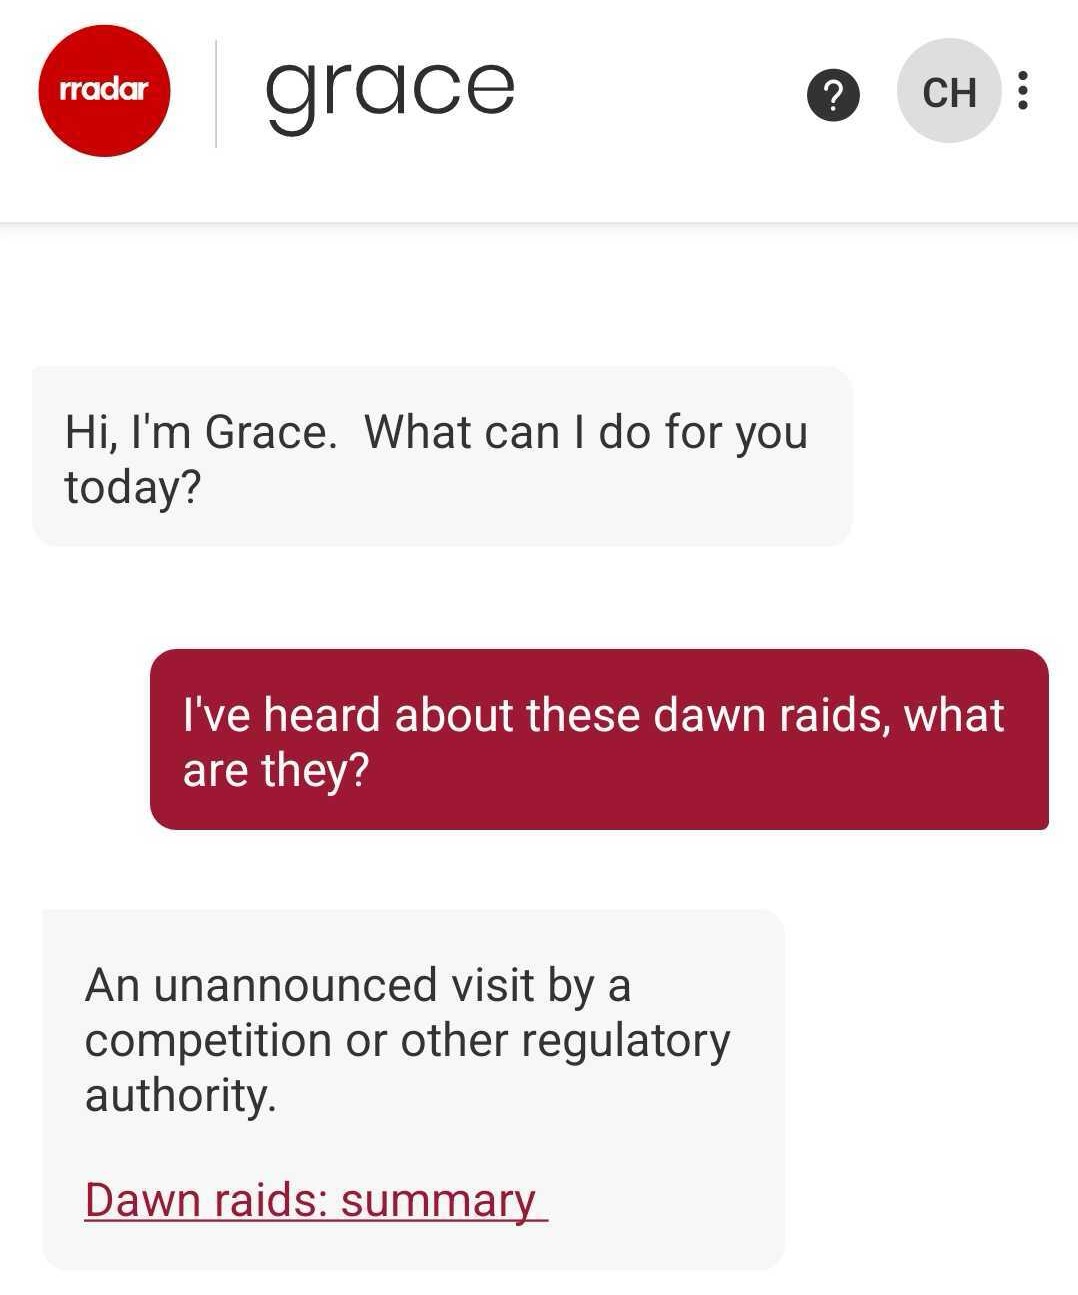 rradar
grace
?
CH
Hi, I'm Grace.  What can I do for you
today?
I've heard about these dawn raids, what
are they?
An unannounced visit by a
competition or other regulatory
authority.
Dawn raids: summary